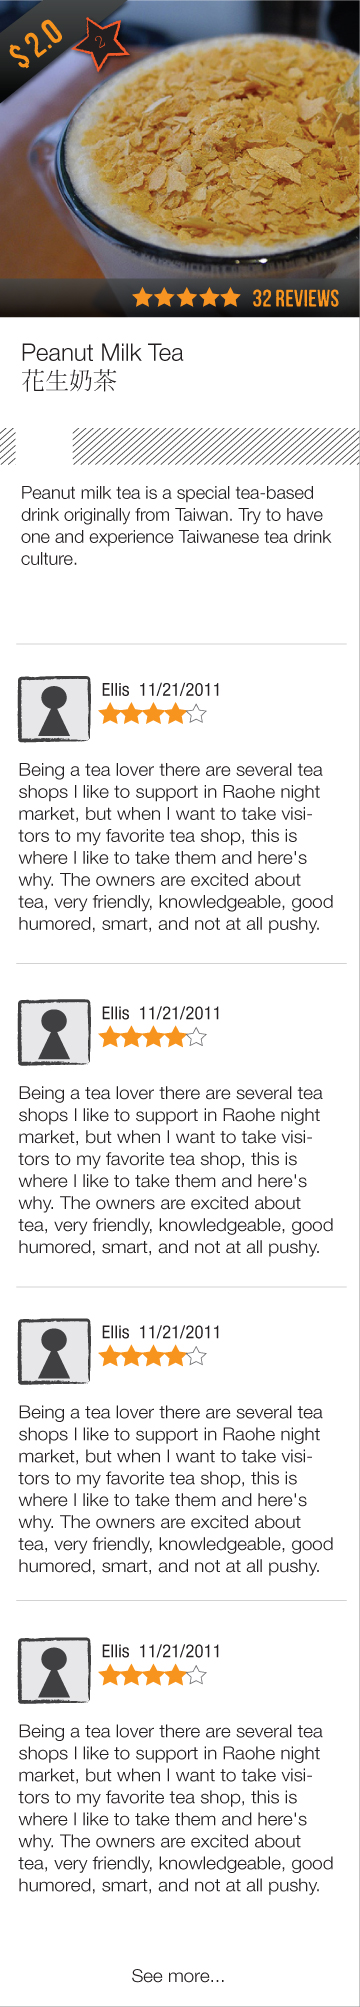 $2.0
2
32 REVIEWS
Peanut Milk Tea
花生奶茶
Peanut milk tea is a special tea-based
drink originally from Taiwan. Try to have
one and experience Taiwanese tea drink
culture.
Ellis 11/21/2011
Being a tea lover there are several tea
shops I like to support in Raohe night
market, but when I want to take visi-
tors to my favorite tea shop, this is
where I like to take them and here's
why. The owners are excited about
tea, very friendly, knowledgeable, good
humored, smart, and not at all pushy.
Ellis 11/21/2011
Being a tea lover there are several tea
shops I like to support in Raohe night
market, but when I want to take visi-
tors to my favorite tea shop, this is
where I like to take them and here's
why. The owners are excited about
tea, very friendly, knowledgeable, good
humored, smart, and not at all pushy.
Ellis 11/21/2011
Being a tea lover there are several tea
shops I like to support in Raohe night
market, but when I want to take visi-
tors to my favorite tea shop, this is
where I like to take them and here's
why. The owners are excited about
tea, very friendly, knowledgeable, good
humored, smart, and not at all pushy.
Ellis 11/21/2011
Being a tea lover there are several tea
shops I like to support in Raohe night
market, but when I want to take visi-
tors to my favorite tea shop, this is
where I like to take them and here's
why. The owners are excited about
tea, very friendly, knowledgeable, good
humored, smart, and not at all pushy.
See more...